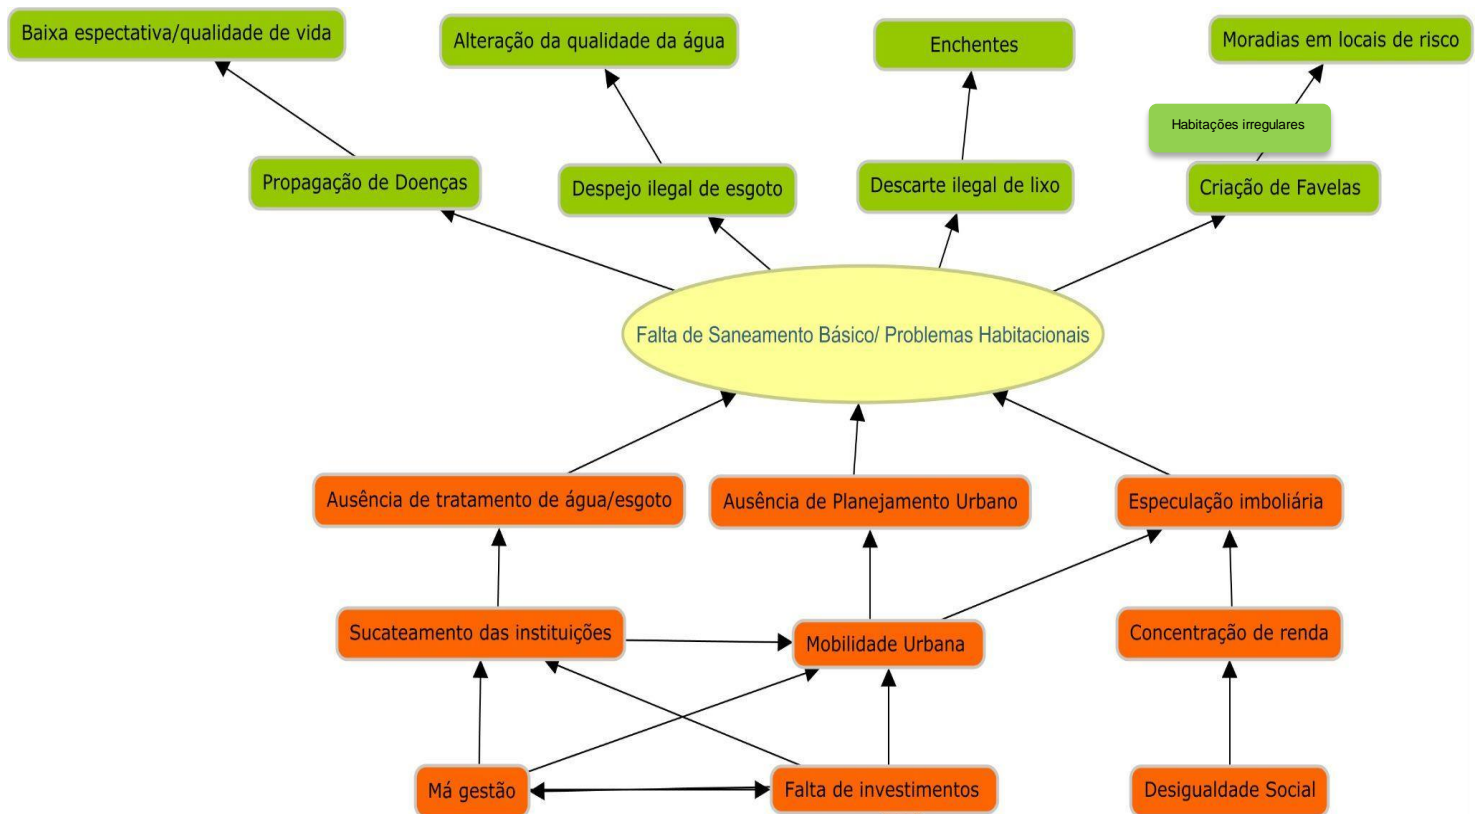 Baixa espectativa/qualidade de vida
Alteração da qualidade da água
Enchentes
Moradias em locais de risco
Habitações irregulares
Propagação de Doenças
Despejo ilegal de esgoto
Descarte ilegal de lixo
Criação de Favelas
Falta de Saneamento Básico/ Problemas Habitacionais
Ausência de tratamento de água/esgoto
Ausência de Planejamento Urbano
Especulação imboliária
Sucateamento das instituições
Mobilidade Urbana
Concentração de renda
Má gestão
Falta de investimentos
Desigualdade Social